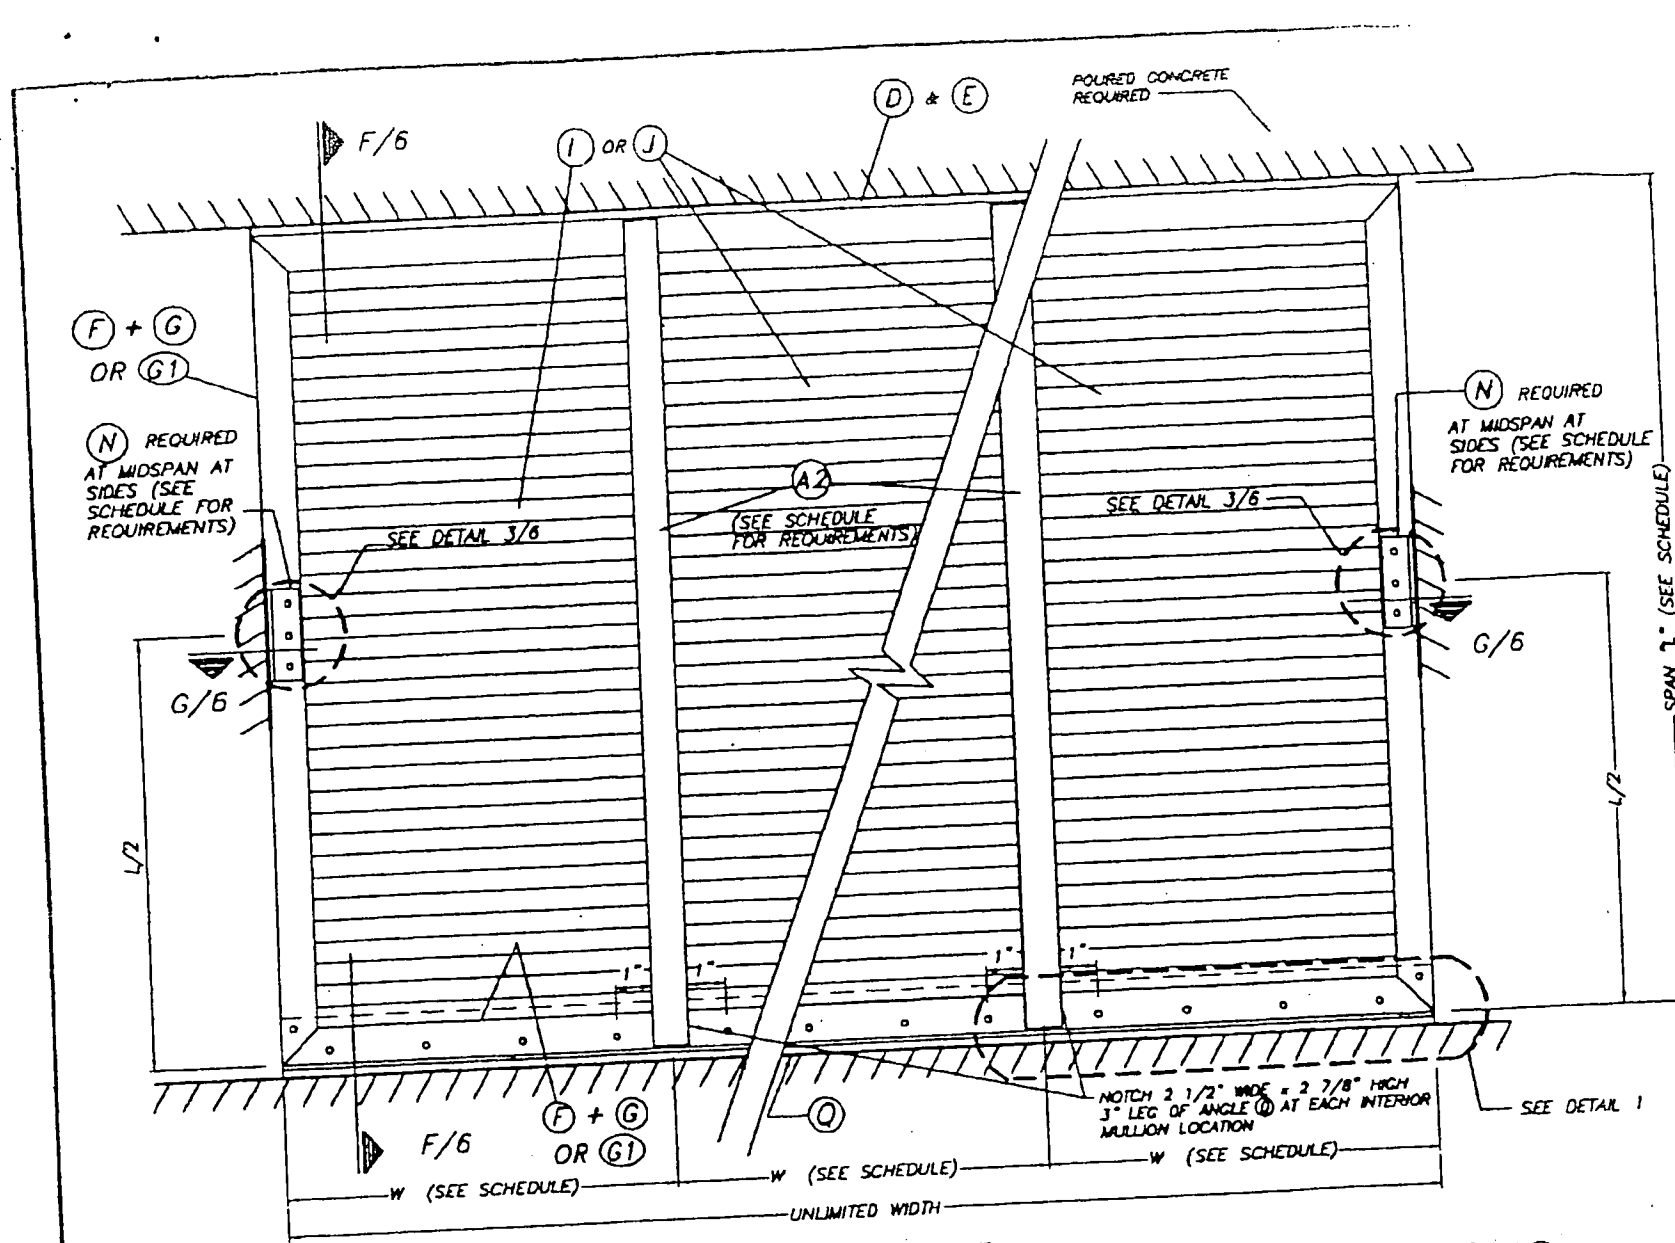 POURED CONCRETE
REQUIRED
D & E
F/6
I OR J
F + G
OR G1
N REQUIRED
AT MIDSPAN AT
SIDES (SEE
SCHEDULE FOR
REQUIREMENTS)
SEE DETAIL 3/6
A2
(SEE SCHEDULE
FOR REQUIREMENTS)
SEE DETAIL 3/6
N REQUIRED
AT MIDSPAN AT
SIDES (SEE SCHEDULE
FOR REQUIREMENTS)
SPAN "L" (SEE SCHEDULE)
G/6
G/6
L/2
L/2
1" 1"
1" 1"
F + G
OR G1
Q
NOTCH 2 1/2" WIDE × 2 7/8" HIGH
3" LEG OF ANGLE Q AT EACH INTERIOR
MULLION LOCATION
SEE DETAIL 1
F/6
W (SEE SCHEDULE)
W (SEE SCHEDULE)
W (SEE SCHEDULE)
UNLIMITED WIDTH